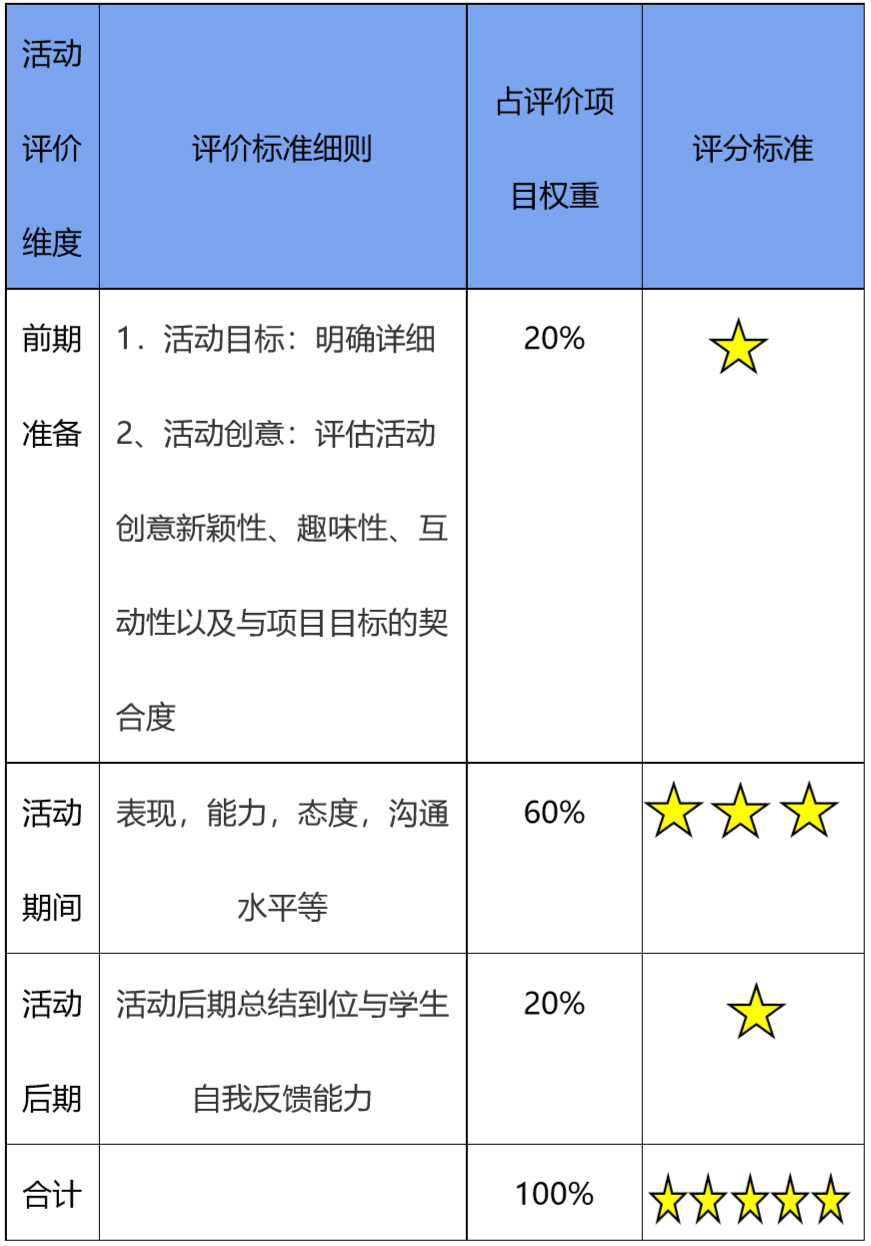 活动
评价
维度
评价标准细则
占评价项
目权重
评分标准
前期
准备
1．活动目标：明确详细
2、活动创意：评估活动
创意新颖性、趣味性、互
动性以及与项目目标的契
合度
20%
活动
期间
表现，能力，态度，沟通
水平等
60%
活动
后期
活动后期总结到位与学生
自我反馈能力
20%
合计
100%